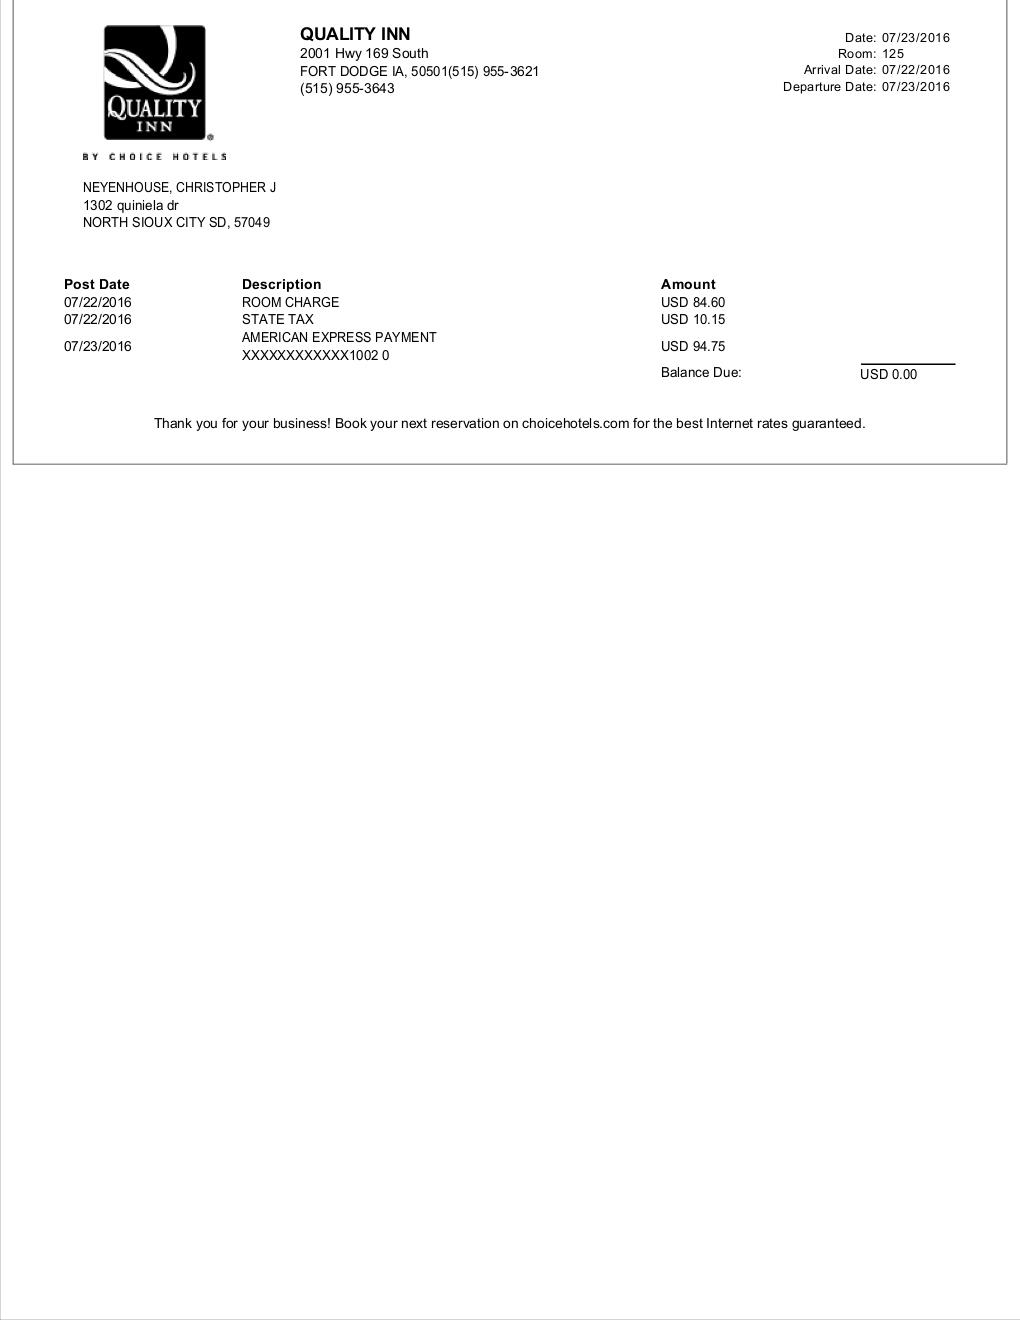 QUALITY
INN
BY CHOICE HOTELS
QUALITY INN
2001 Hwy 169 South
FORT DODGE IA, 50501(515) 955-3621
(515) 955-3643
Date: 07/23/2016
Room: 125
Arrival Date: 07/22/2016
Departure Date: 07/23/2016
NEYENHOUSE, CHRISTOPHER J
1302 quiniela dr
NORTH SIOUX CITY SD, 57049
Post Date Description Amount
07/22/2016 ROOM CHARGE USD 84.60
07/22/2016 STATE TAX USD 10.15
07/23/2016 AMERICAN EXPRESS PAYMENT USD 94.75
XXXXXXXXXXXX1002 0
Balance Due: USD 0.00
Thank you for your business! Book your next reservation on choicehotels.com for the best Internet rates guaranteed.